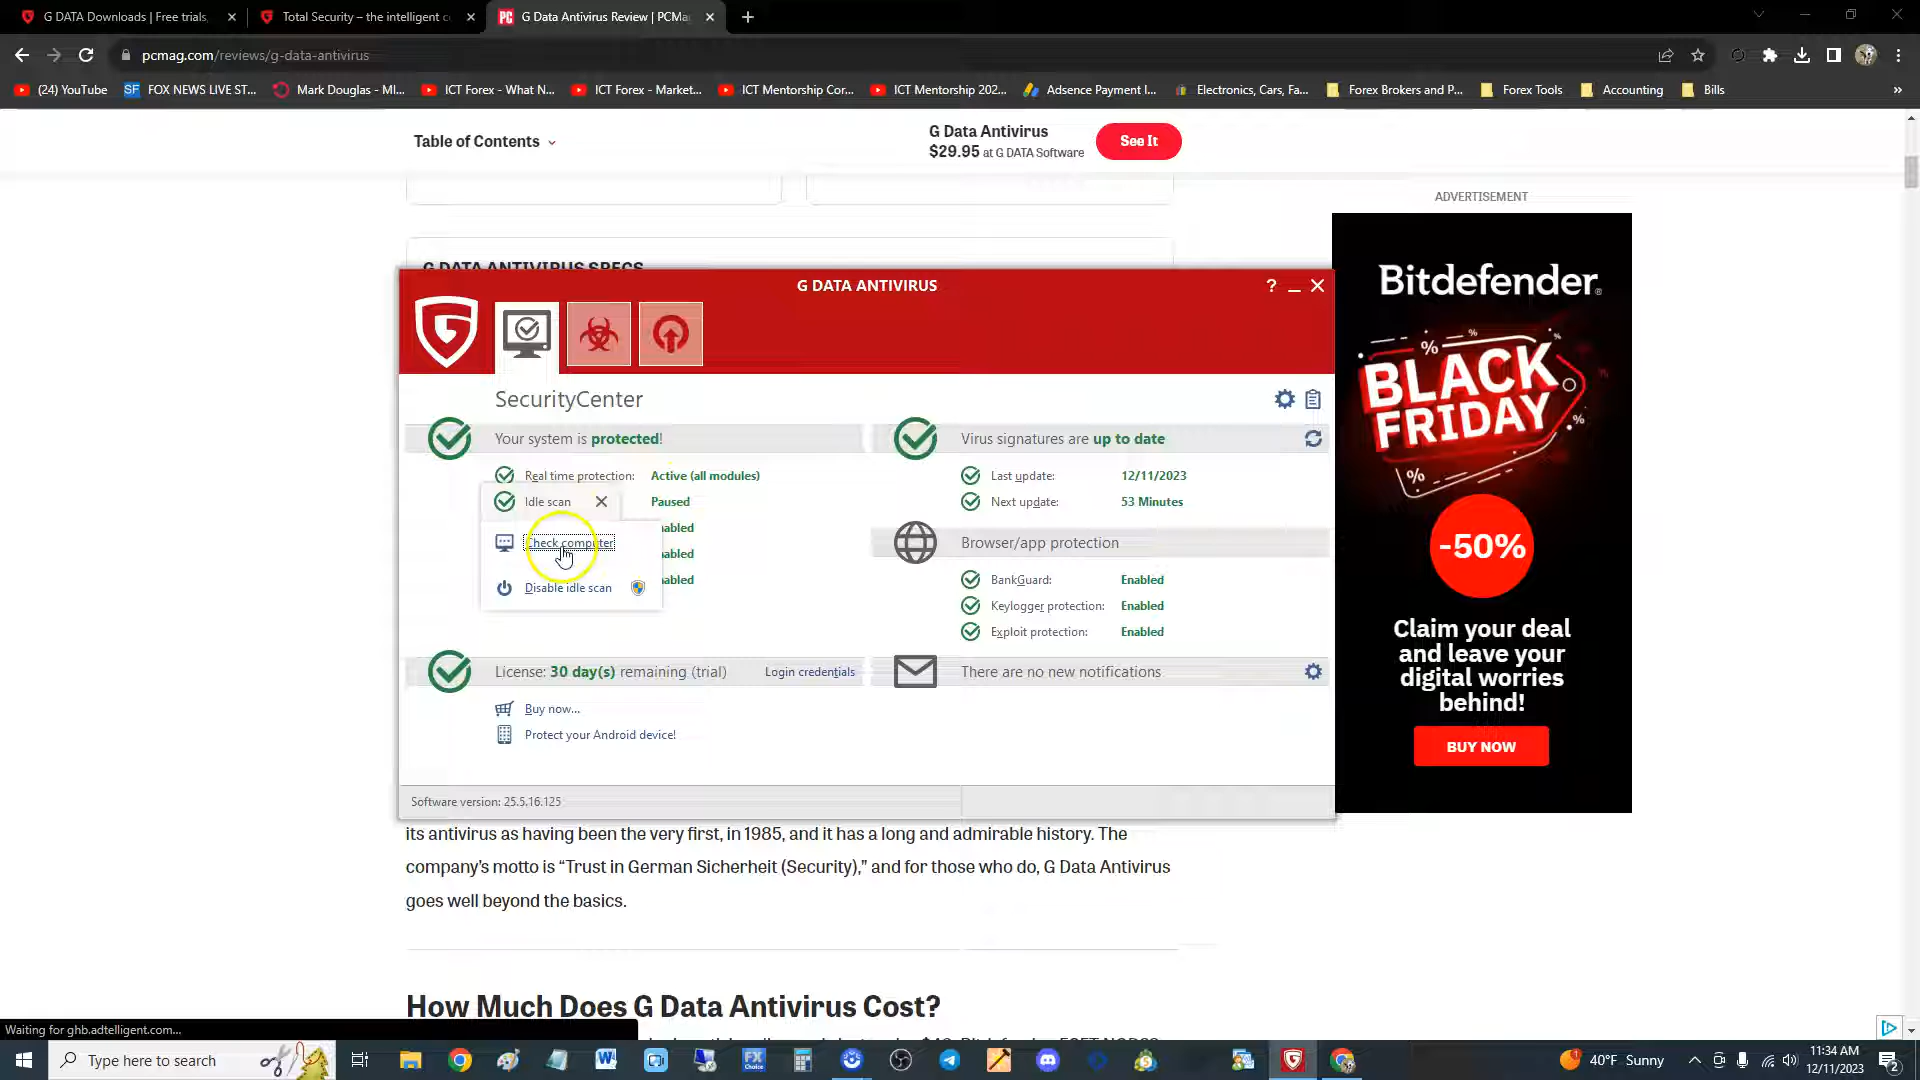 G DATA Downloads | Free trials,
Total Security – the intelligent co
G Data Antivirus Review | PCMa
pcmag.com/reviews/g-data-antivirus
(24) YouTube
FOX NEWS LIVE ST...
Mark Douglas - MI...
ICT Forex - What N...
ICT Forex - Market...
ICT Mentorship Cor...
ICT Mentorship 202...
Adsence Payment I...
Electronics, Cars, Fa...
Forex Brokers and P...
Forex Tools
Accounting
Bills
»
Table of Contents
G Data Antivirus
$29.95 at G DATA Software
See It
ADVERTISEMENT
G DATA ANTIVIRUS SPECS
G DATA ANTIVIRUS
?
SecurityCenter
Your system is protected!
Real time protection: Active (all modules)
Idle scan Paused
Check computer
Disable idle scan
nabled
nabled
nabled
Virus signatures are up to date
Last update: 12/11/2023
Next update: 53 Minutes
Browser/app protection
BankGuard: Enabled
Keylogger protection: Enabled
Exploit protection: Enabled
License: 30 day(s) remaining (trial) Login credentials
Buy now...
Protect your Android device!
There are no new notifications
Software version: 25.5.16.125
Bitdefender®
BLACK
FRIDAY
-50%
Claim your deal
and leave your
digital worries
behind!
BUY NOW
its antivirus as having been the very first, in 1985, and it has a long and admirable history. The
company's motto is “Trust in German Sicherheit (Security),” and for those who do, G Data Antivirus
goes well beyond the basics.
How Much Does G Data Antivirus Cost?
Waiting for ghb.adtelligent.com...
Type here to search
40°F Sunny
11:34 AM
12/11/2023
2